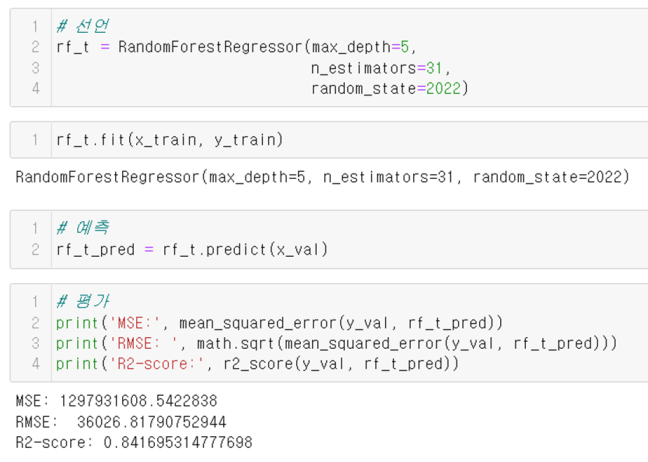 1 # 선언
2 rf_t = RandomForestRegressor(max_depth=5,
3 n_estimators=31,
4 random_state=2022)
1 rf_t.fit(x_train, y_train)
RandomForestRegressor(max_depth=5, n_estimators=31, random_state=2022)
1 # 예측
2 rf_t_pred = rf_t.predict(x_val)
1 # 평가
2 print('MSE:', mean_squared_error(y_val, rf_t_pred))
3 print('RMSE: ', math.sqrt(mean_squared_error(y_val, rf_t_pred)))
4 print('R2-score:', r2_score(y_val, rf_t_pred))
MSE: 1297931608.5422838
RMSE:  36026.81790752944
R2-score: 0.841695314777698